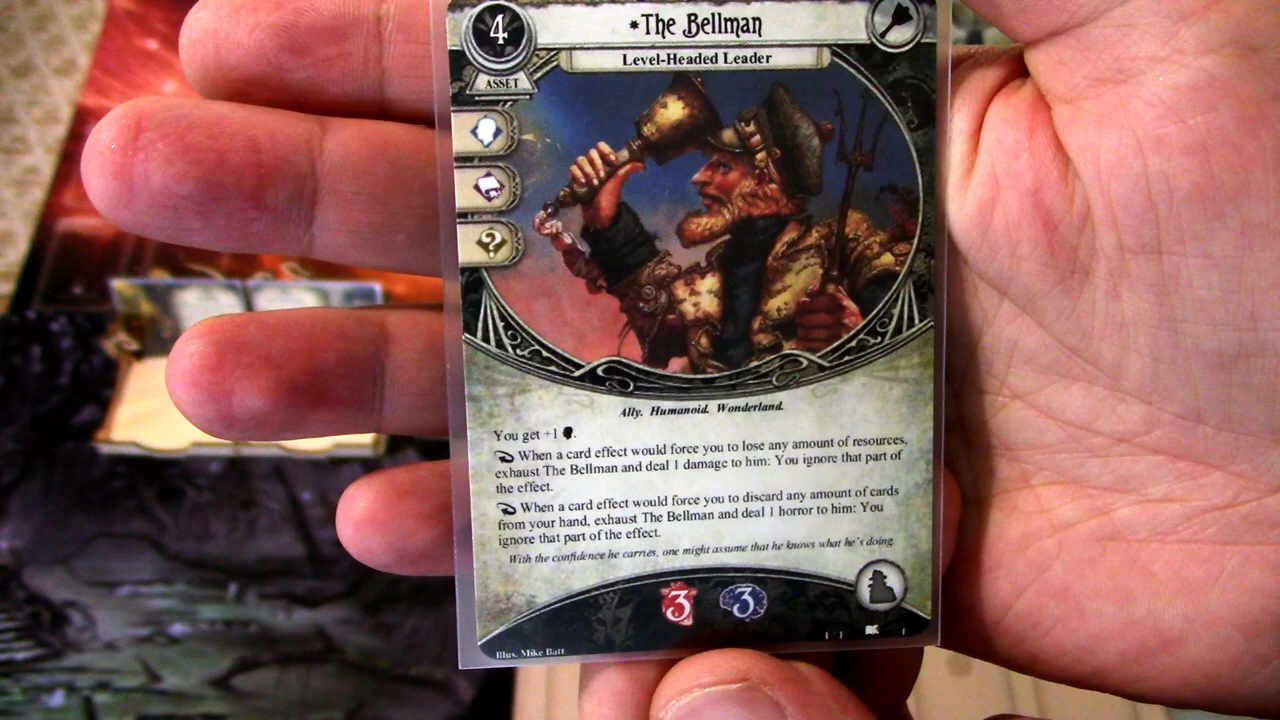 4
*The Bellman
Level-Headed Leader
ASSET
?
Ally. Humanoid. Wonderland.
You get +1 .
When a card effect would force you to lose any amount of resources,
exhaust The Bellman and deal 1 damage to him: You ignore that part of
the effect.
When a card effect would force you to discard any amount of cards
from your hand, exhaust The Bellman and deal 1 horror to him: You
ignore that part of the effect.
With the confidence he carries, one might assume that he knows what he's doing.
3 3
Illus. Mike Batt 1/1 1